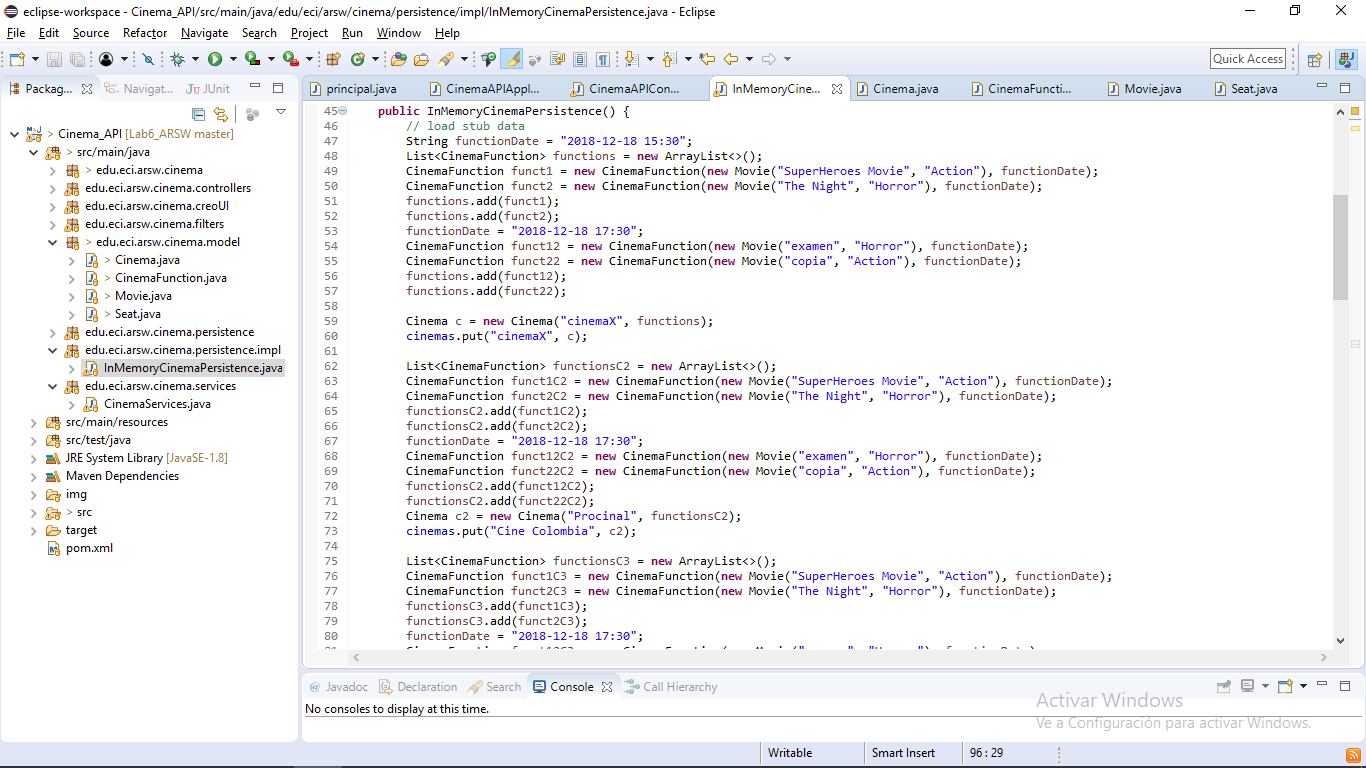 eclipse-workspace - Cinema_API/src/main/java/edu/eci/arsw/cinema/persistence/impl/InMemoryCinemaPersistence.java - Eclipse
File Edit Source Refactor Navigate Search Project Run Window Help
Quick Access
Packag... Navigat... JUnit
principal.java CinemaAPIAppl... CinemaAPICon... InMemoryCine... Cinema.java CinemaFuncti... Movie.java Seat.java
> Cinema_API [Lab6_ARSW master]
> src/main/java
> edu.eci.arsw.cinema
edu.eci.arsw.cinema.controllers
edu.eci.arsw.cinema.creoUI
edu.eci.arsw.cinema.filters
> edu.eci.arsw.cinema.model
> Cinema.java
> CinemaFunction.java
> Movie.java
> Seat.java
edu.eci.arsw.cinema.persistence
edu.eci.arsw.cinema.persistence.impl
InMemoryCinemaPersistence.java
edu.eci.arsw.cinema.services
CinemaServices.java
src/main/resources
src/test/java
JRE System Library [JavaSE-1.8]
Maven Dependencies
img
> src
target
pom.xml
45 public InMemoryCinemaPersistence() {
46 // load stub data
47 String functionDate = "2018-12-18 15:30";
48 List<CinemaFunction> functions = new ArrayList<>();
49 CinemaFunction funct1 = new CinemaFunction(new Movie("SuperHeroes Movie", "Action"), functionDate);
50 CinemaFunction funct2 = new CinemaFunction(new Movie("The Night", "Horror"), functionDate);
51 functions.add(funct1);
52 functions.add(funct2);
53 functionDate = "2018-12-18 17:30";
54 CinemaFunction funct12 = new CinemaFunction(new Movie("examen", "Horror"), functionDate);
55 CinemaFunction funct22 = new CinemaFunction(new Movie("copia", "Action"), functionDate);
56 functions.add(funct12);
57 functions.add(funct22);
58
59 Cinema c = new Cinema("cinemaX", functions);
60 cinemas.put("cinemaX", c);
61
62 List<CinemaFunction> functionsC2 = new ArrayList<>();
63 CinemaFunction funct1C2 = new CinemaFunction(new Movie("SuperHeroes Movie", "Action"), functionDate);
64 CinemaFunction funct2C2 = new CinemaFunction(new Movie("The Night", "Horror"), functionDate);
65 functionsC2.add(funct1C2);
66 functionsC2.add(funct2C2);
67 functionDate = "2018-12-18 17:30";
68 CinemaFunction funct12C2 = new CinemaFunction(new Movie("examen", "Horror"), functionDate);
69 CinemaFunction funct22C2 = new CinemaFunction(new Movie("copia", "Action"), functionDate);
70 functionsC2.add(funct12C2);
71 functionsC2.add(funct22C2);
72 Cinema c2 = new Cinema("Procinal", functionsC2);
73 cinemas.put("Cine Colombia", c2);
74
75 List<CinemaFunction> functionsC3 = new ArrayList<>();
76 CinemaFunction funct1C3 = new CinemaFunction(new Movie("SuperHeroes Movie", "Action"), functionDate);
77 CinemaFunction funct2C3 = new CinemaFunction(new Movie("The Night", "Horror"), functionDate);
78 functionsC3.add(funct1C3);
79 functionsC3.add(funct2C3);
80 functionDate = "2018-12-18 17:30";
@ Javadoc Declaration Search Console Call Hierarchy
No consoles to display at this time.
Activar Windows
Ve a Configuración para activar Windows.
Writable Smart Insert 96 : 29